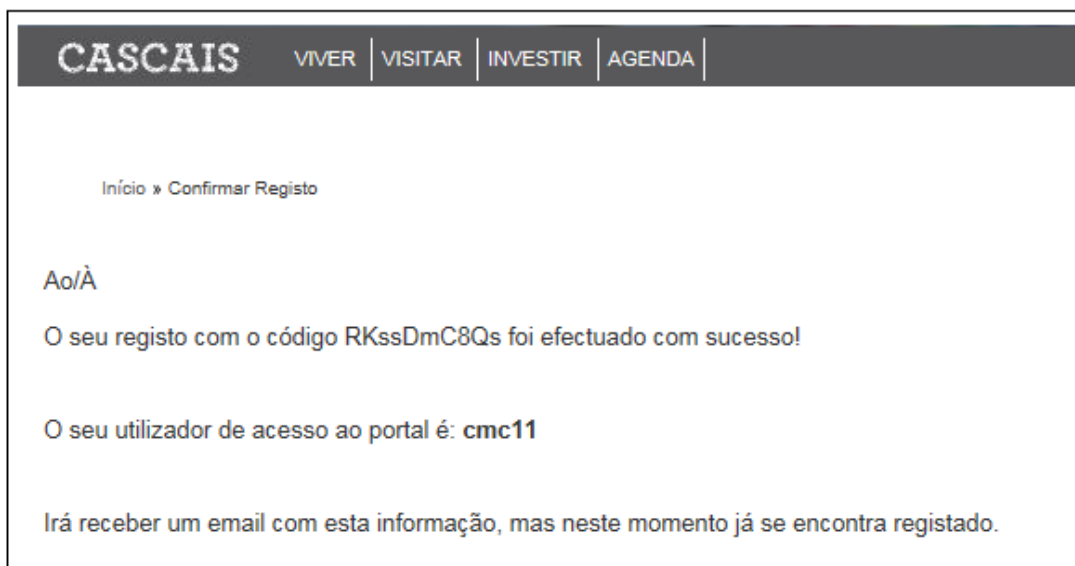 CASCAIS VIVER VISITAR INVESTIR AGENDA
Início » Confirmar Registo
Ao/À
O seu registo com o código RKssDmC8Qs foi efectuado com sucesso!
O seu utilizador de acesso ao portal é: cmc11
Irá receber um email com esta informação, mas neste momento já se encontra registado.